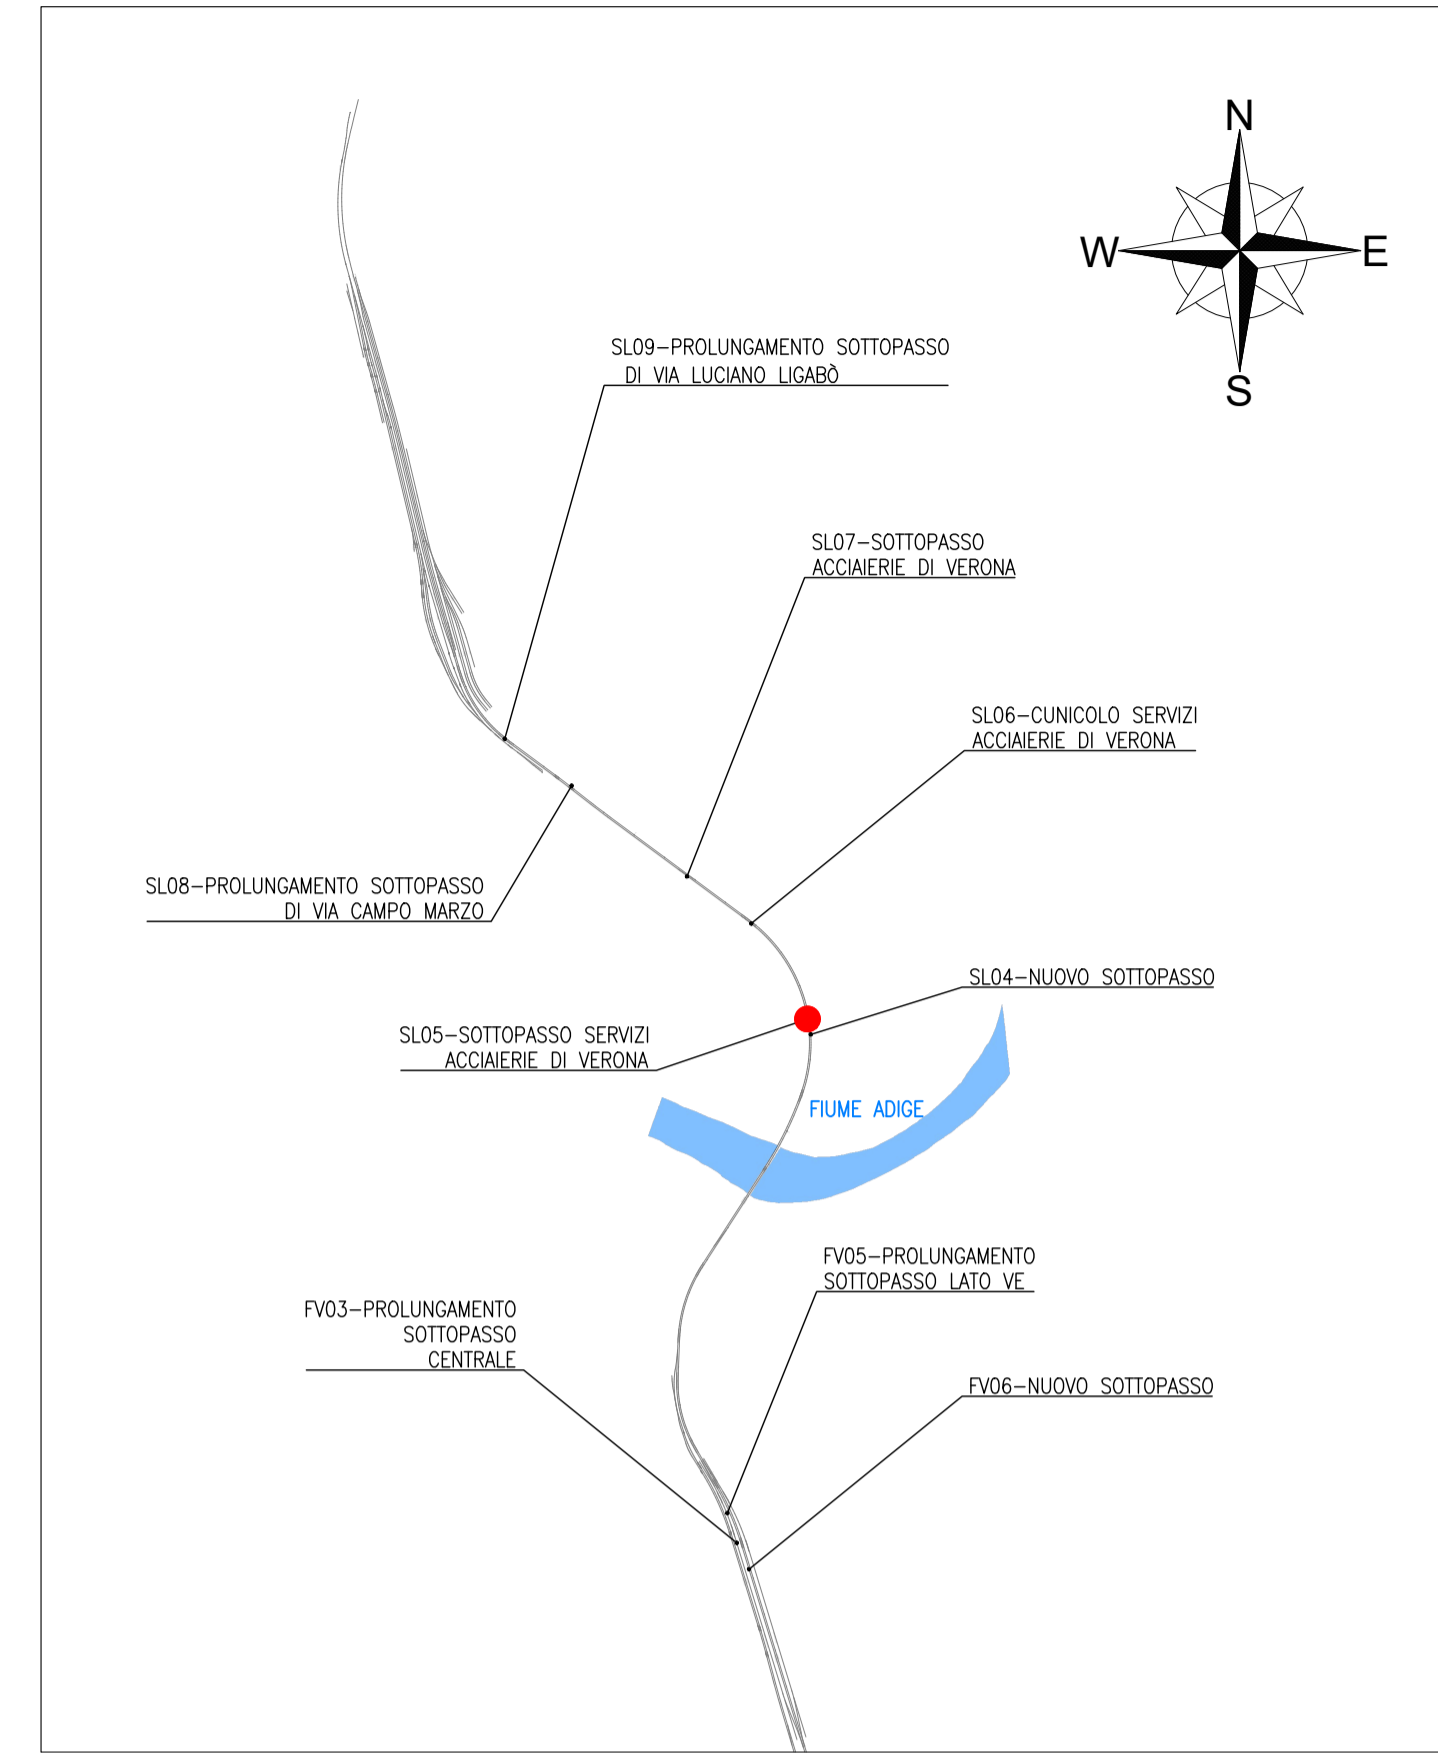 N
W
E
S
SL09-PROLUNGAMENTO SOTTOPASSO
DI VIA LUCIANO LIGABÒ
SL07-SOTTOPASSO
ACCIAIERIE DI VERONA
SL06-CUNICOLO SERVIZI
ACCIAIERIE DI VERONA
SL08-PROLUNGAMENTO SOTTOPASSO
DI VIA CAMPO MARZO
SL04-NUOVO SOTTOPASSO
SL05-SOTTOPASSO SERVIZI
ACCIAIERIE DI VERONA
FIUME ADIGE
FV05-PROLUNGAMENTO
SOTTOPASSO LATO VE
FV03-PROLUNGAMENTO
SOTTOPASSO
CENTRALE
FV06-NUOVO SOTTOPASSO